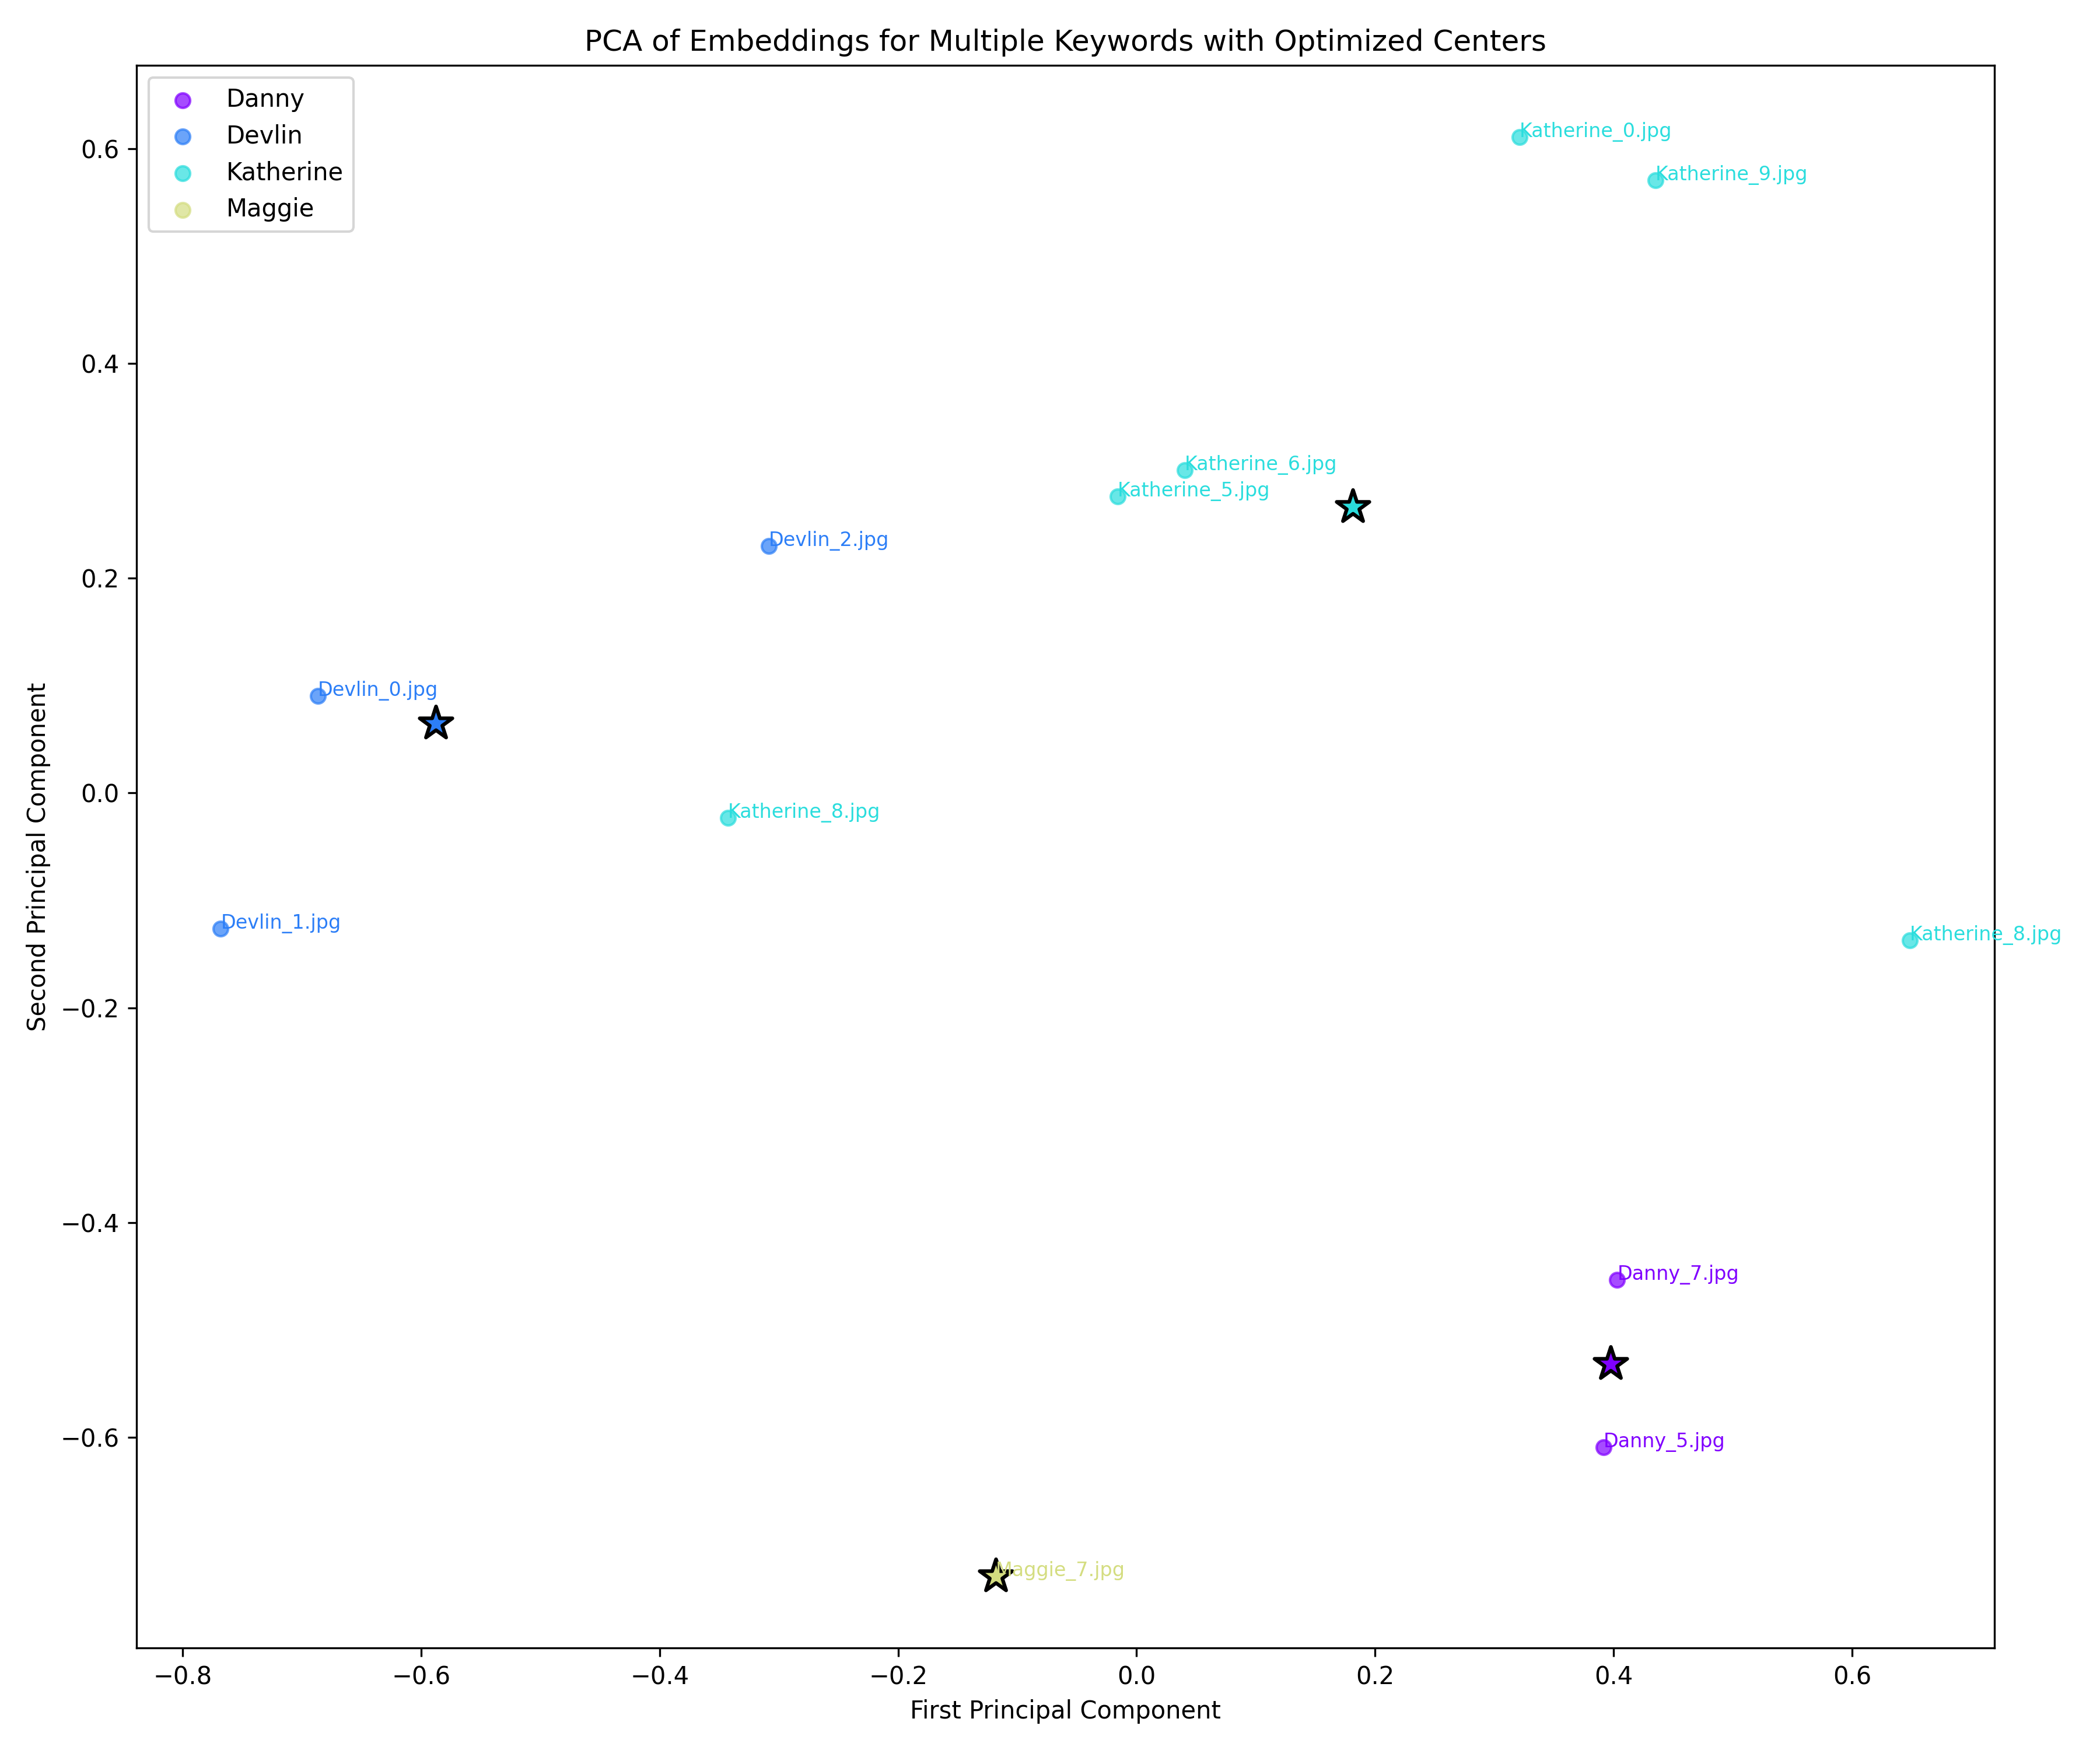 PCA of Embeddings for Multiple Keywords with Optimized Centers
Danny
Devlin
Katherine
Maggie
Katherine_0.jpg
Katherine_9.jpg
Katherine_6.jpg
Katherine_5.jpg
Devlin_2.jpg
Devlin_0.jpg
Katherine_8.jpg
Devlin_1.jpg
Katherine_8.jpg
Danny_7.jpg
Danny_5.jpg
Maggie_7.jpg
0.6
0.4
0.2
0.0
−0.2
−0.4
−0.6
Second Principal Component
−0.8 −0.6 −0.4 −0.2 0.0 0.2 0.4 0.6
First Principal Component